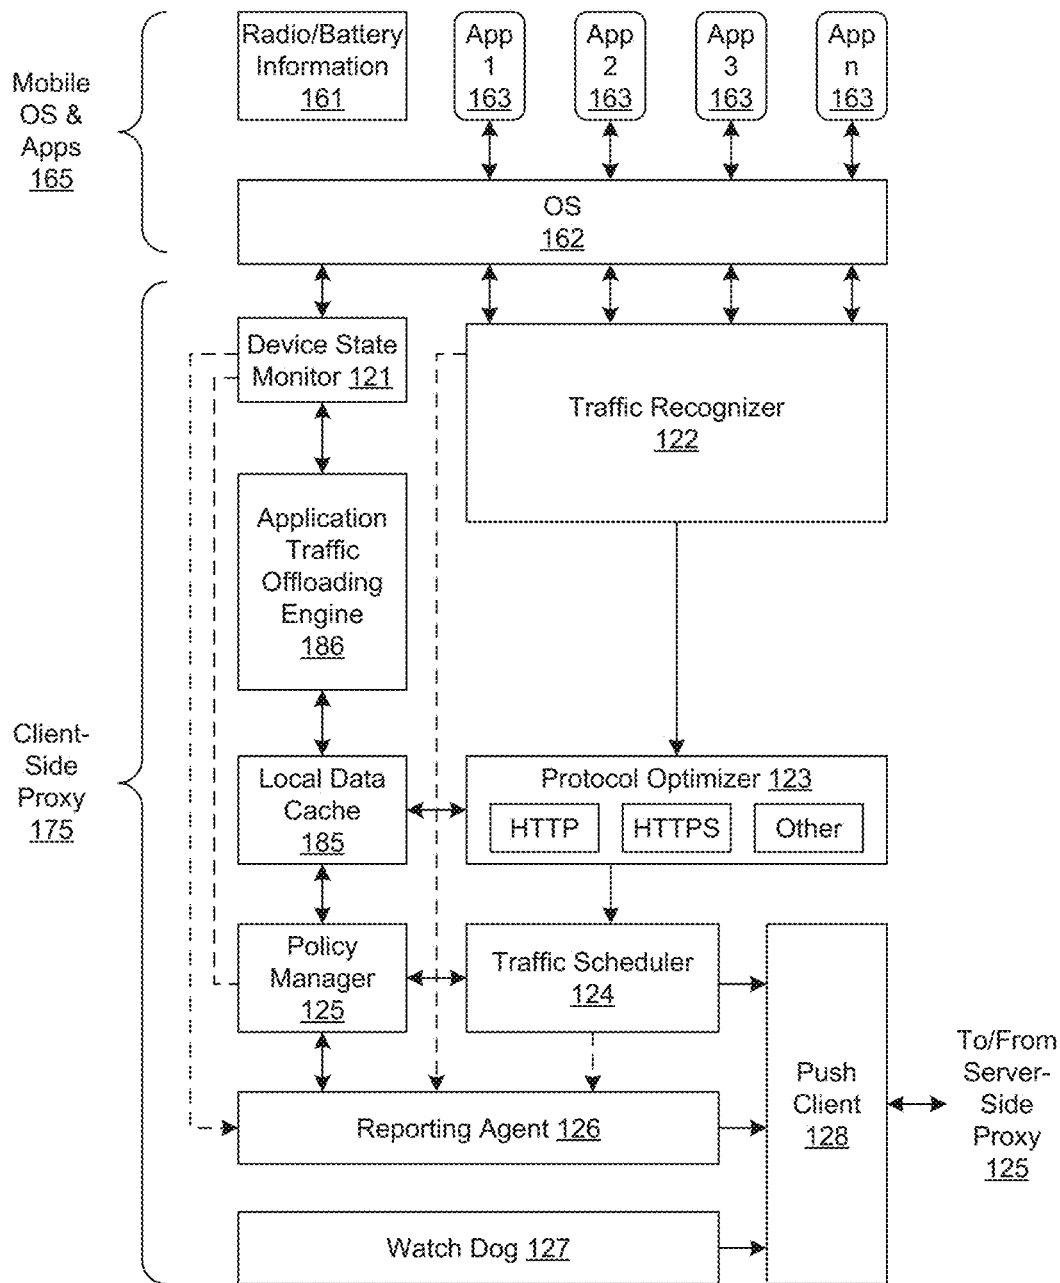 Mobile
OS &
Apps
165
Radio/Battery
Information
161
App
1
163
App
2
163
App
3
163
App
n
163
OS
162
Client-
Side
Proxy
175
Device State
Monitor 121
Traffic Recognizer
122
Application
Traffic
Offloading
Engine
186
Local Data
Cache
185
Protocol Optimizer 123
HTTP
HTTPS
Other
Policy
Manager
125
Traffic Scheduler
124
Reporting Agent 126
Watch Dog 127
Push
Client
128
To/From
Server-
Side
Proxy
125